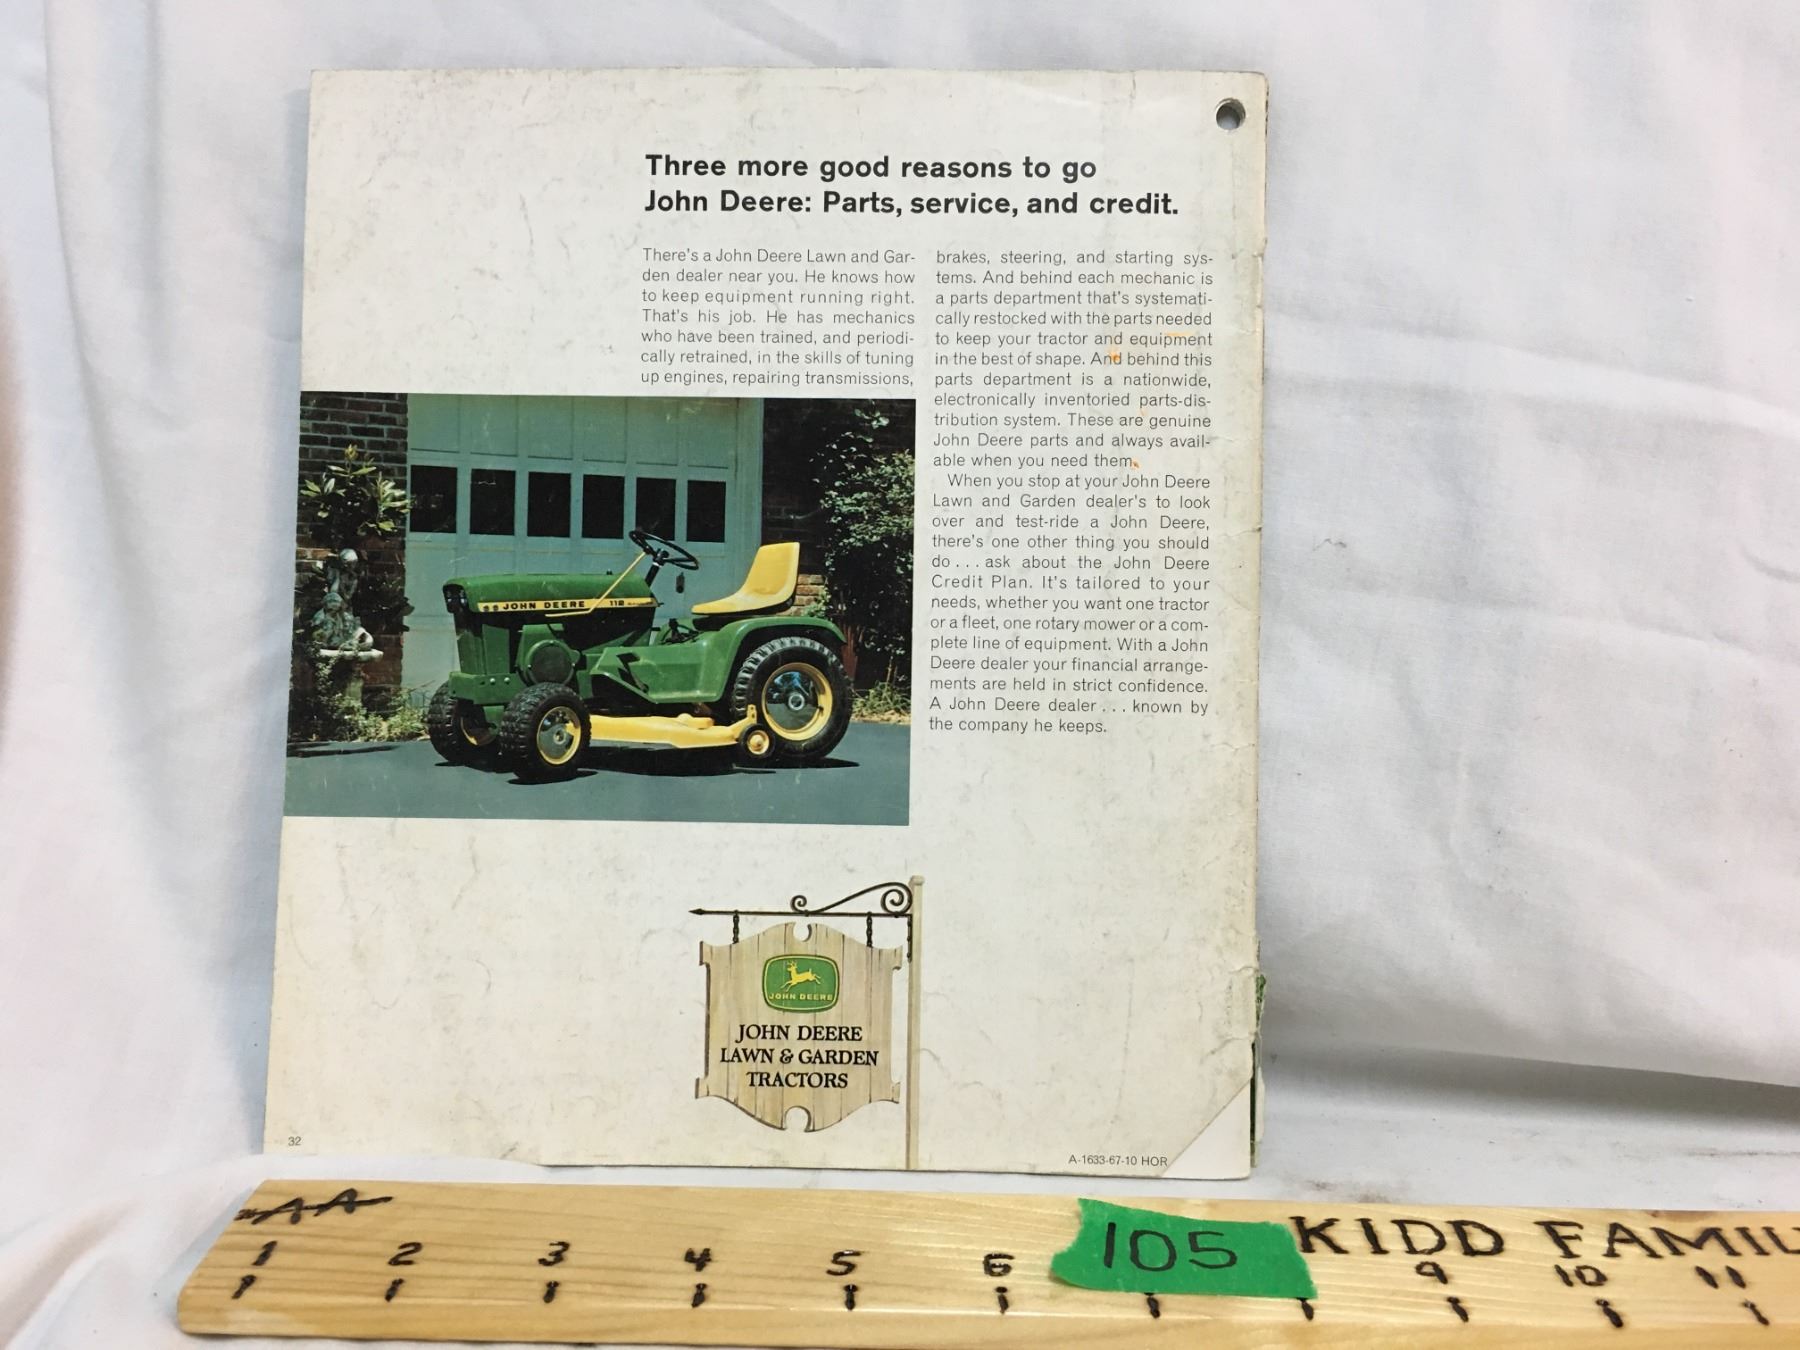 Three more good reasons to go
John Deere: Parts, service, and credit.
There's a John Deere Lawn and Gar-
den dealer near you. He knows how
to keep equipment running right.
That's his job. He has mechanics
who have been trained, and periodi-
cally retrained, in the skills of tuning
up engines, repairing transmissions,
brakes, steering, and starting sys-
tems. And behind each mechanic is
a parts department that's systemati-
cally restocked with the parts needed
to keep your tractor and equipment
in the best of shape. And behind this
parts department is a nationwide,
electronically inventoried parts-dis-
tribution system. These are genuine
John Deere parts and always avail-
able when you need them.
When you stop at your John Deere
Lawn and Garden dealer's to look
over and test-ride a John Deere,
there's one other thing you should
do . . . ask about the John Deere
Credit Plan. It's tailored to your
needs, whether you want one tractor
or a fleet, one rotary mower or a com-
plete line of equipment. With a John
Deere dealer your financial arrange-
ments are held in strict confidence.
A John Deere dealer . . . known by
the company he keeps.
JOHN DEERE 112
JOHN DEERE
JOHN DEERE
LAWN & GARDEN
TRACTORS
32
A-1633-67-10 HOR
AA
105 KIDD FAMIL
1 2 3 4 5 6 9 10 11